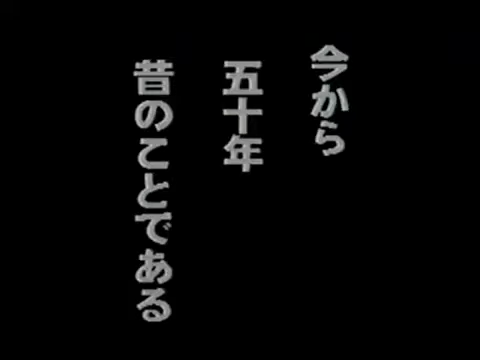 今から
五十年
昔のことである